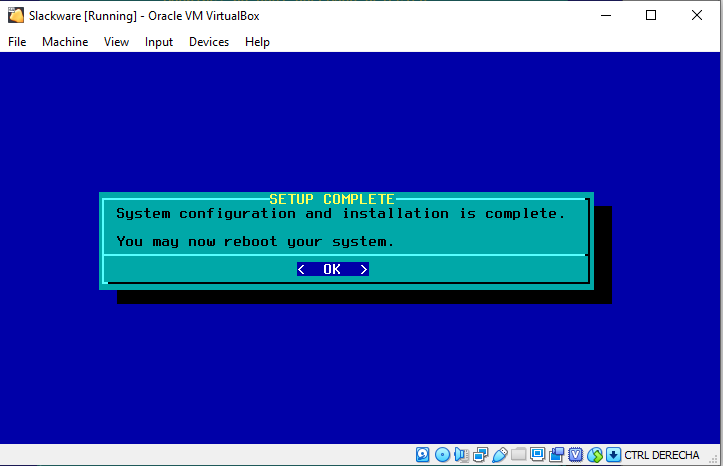 Slackware [Running] - Oracle VM VirtualBox
File Machine View Input Devices Help
SETUP COMPLETE
System configuration and installation is complete.
You may now reboot your system.
< OK >
CTRL DERECHA